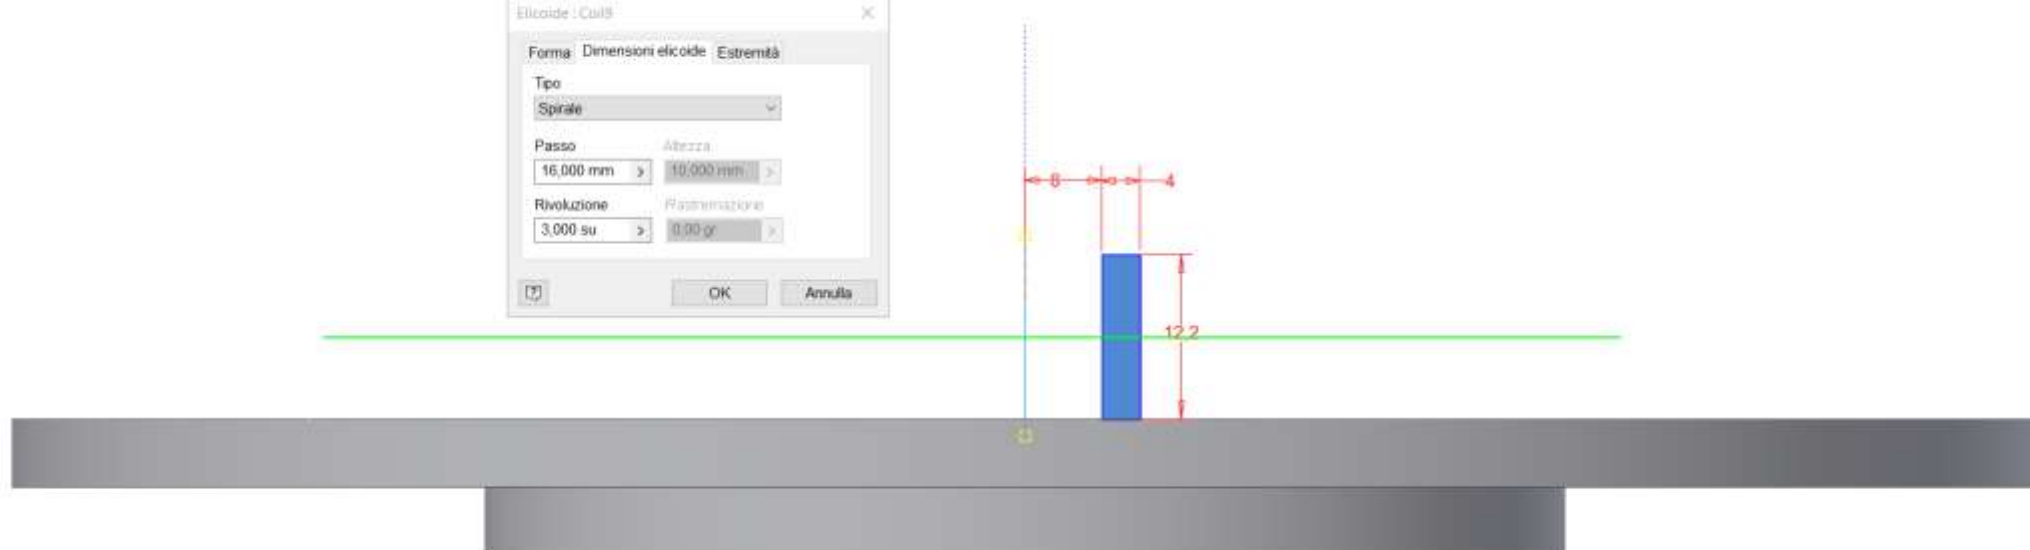 Elicoide : Coil9
Forma Dimensioni elicoide Estremità
Tipo
Spirale
Passo Altezza
16,000 mm > 10,000 mm >
Rivoluzione Rastremazione
3,000 su > 0,00 gr >
OK Annulla
8 4
12,2